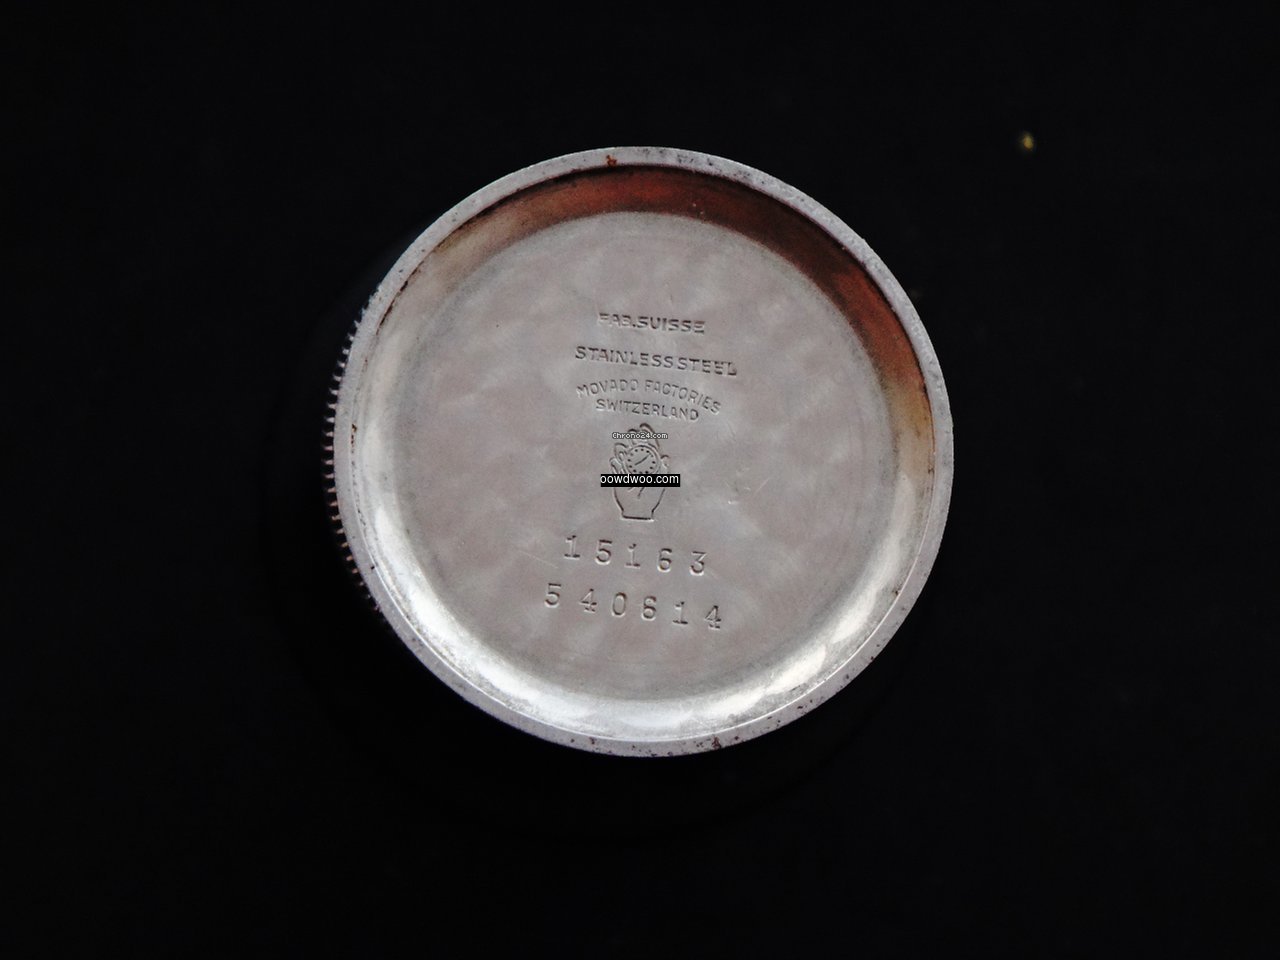 FAB.SUISSE
STAINLESS STEEL
MOVADO FACTORIES
SWITZERLAND
Chrono24.com
oowdwoo.com
15163
540614